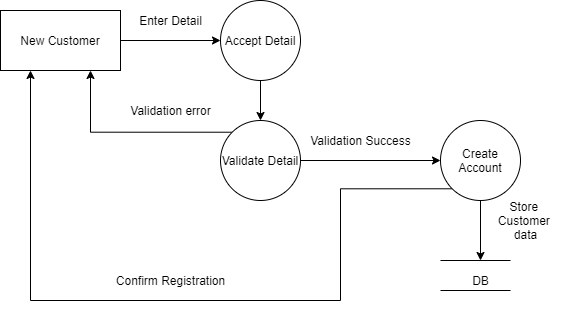 Enter Detail
New Customer
Accept Detail
Validation error
Validation Success
Validate Detail
Create
Account
Store
Customer
data
Confirm Registration
DB